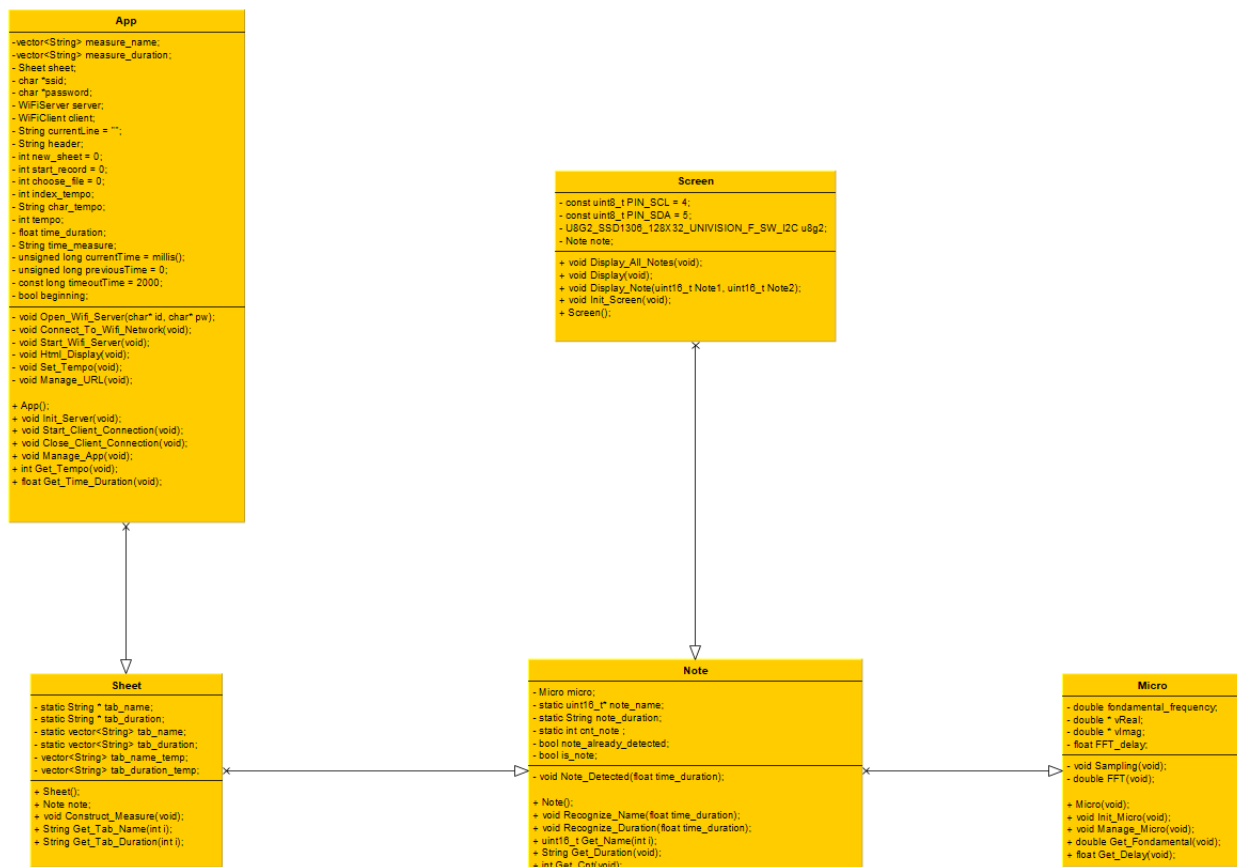 App
-vector<String> measure_name;
-vector<String> measure_duration;
- Sheet sheet;
- char *ssid;
- char *password;
- WiFiServer server;
- WiFiClient client;
- String currentLine = "";
- String header;
- int new_sheet = 0;
- int start_record = 0;
- int choose_file = 0;
- int index_tempo;
- String char_tempo;
- int tempo;
- float time_duration;
- String time_measure;
- unsigned long currentTime = millis();
- unsigned long previousTime = 0;
- const long timeoutTime = 2000;
- bool beginning;
- void Open_Wifi_Server(char* id, char* pw);
- void Connect_To_Wifi_Network(void);
- void Start_Wifi_Server(void);
- void Html_Display(void);
- void Set_Tempo(void);
- void Manage_URL(void);
+ App();
+ void Init_Server(void);
+ void Start_Client_Connection(void);
+ void Close_Client_Connection(void);
+ void Manage_App(void);
+ int Get_Tempo(void);
+ float Get_Time_Duration(void);
Screen
- const uint8_t PIN_SCL = 4;
- const uint8_t PIN_SDA = 5;
- U8G2_SSD1306_128X32_UNIVISION_F_SW_I2C u8g2;
- Note note;
+ void Display_All_Notes(void);
+ void Display(void);
+ void Display_Note(uint16_t Note1, uint16_t Note2);
+ void Init_Screen(void);
+ Screen();
Sheet
- static String * tab_name;
- static String * tab_duration;
- static vector<String> tab_name;
- static vector<String> tab_duration;
- vector<String> tab_name_temp;
- vector<String> tab_duration_temp;
+ Sheet();
+ Note note;
+ void Construct_Measure(void);
+ String Get_Tab_Name(int i);
+ String Get_Tab_Duration(int i);
Note
- Micro micro;
- static uint16_t* note_name;
- static String note_duration;
- static int cnt_note ;
- bool note_already_detected;
- bool is_note;
- void Note_Detected(float time_duration);
+ Note();
+ void Recognize_Name(float time_duration);
+ void Recognize_Duration(float time_duration);
+ uint16_t Get_Name(int i);
+ String Get_Duration(void);
+ int Get_Cnt(void);
Micro
- double fondamental_frequency;
- double * vReal;
- double * vImag;
- float FFT_delay;
- void Sampling(void);
- double FFT(void);
+ Micro(void);
+ void Init_Micro(void);
+ void Manage_Micro(void);
+ double Get_Fondamental(void);
+ float Get_Delay(void);